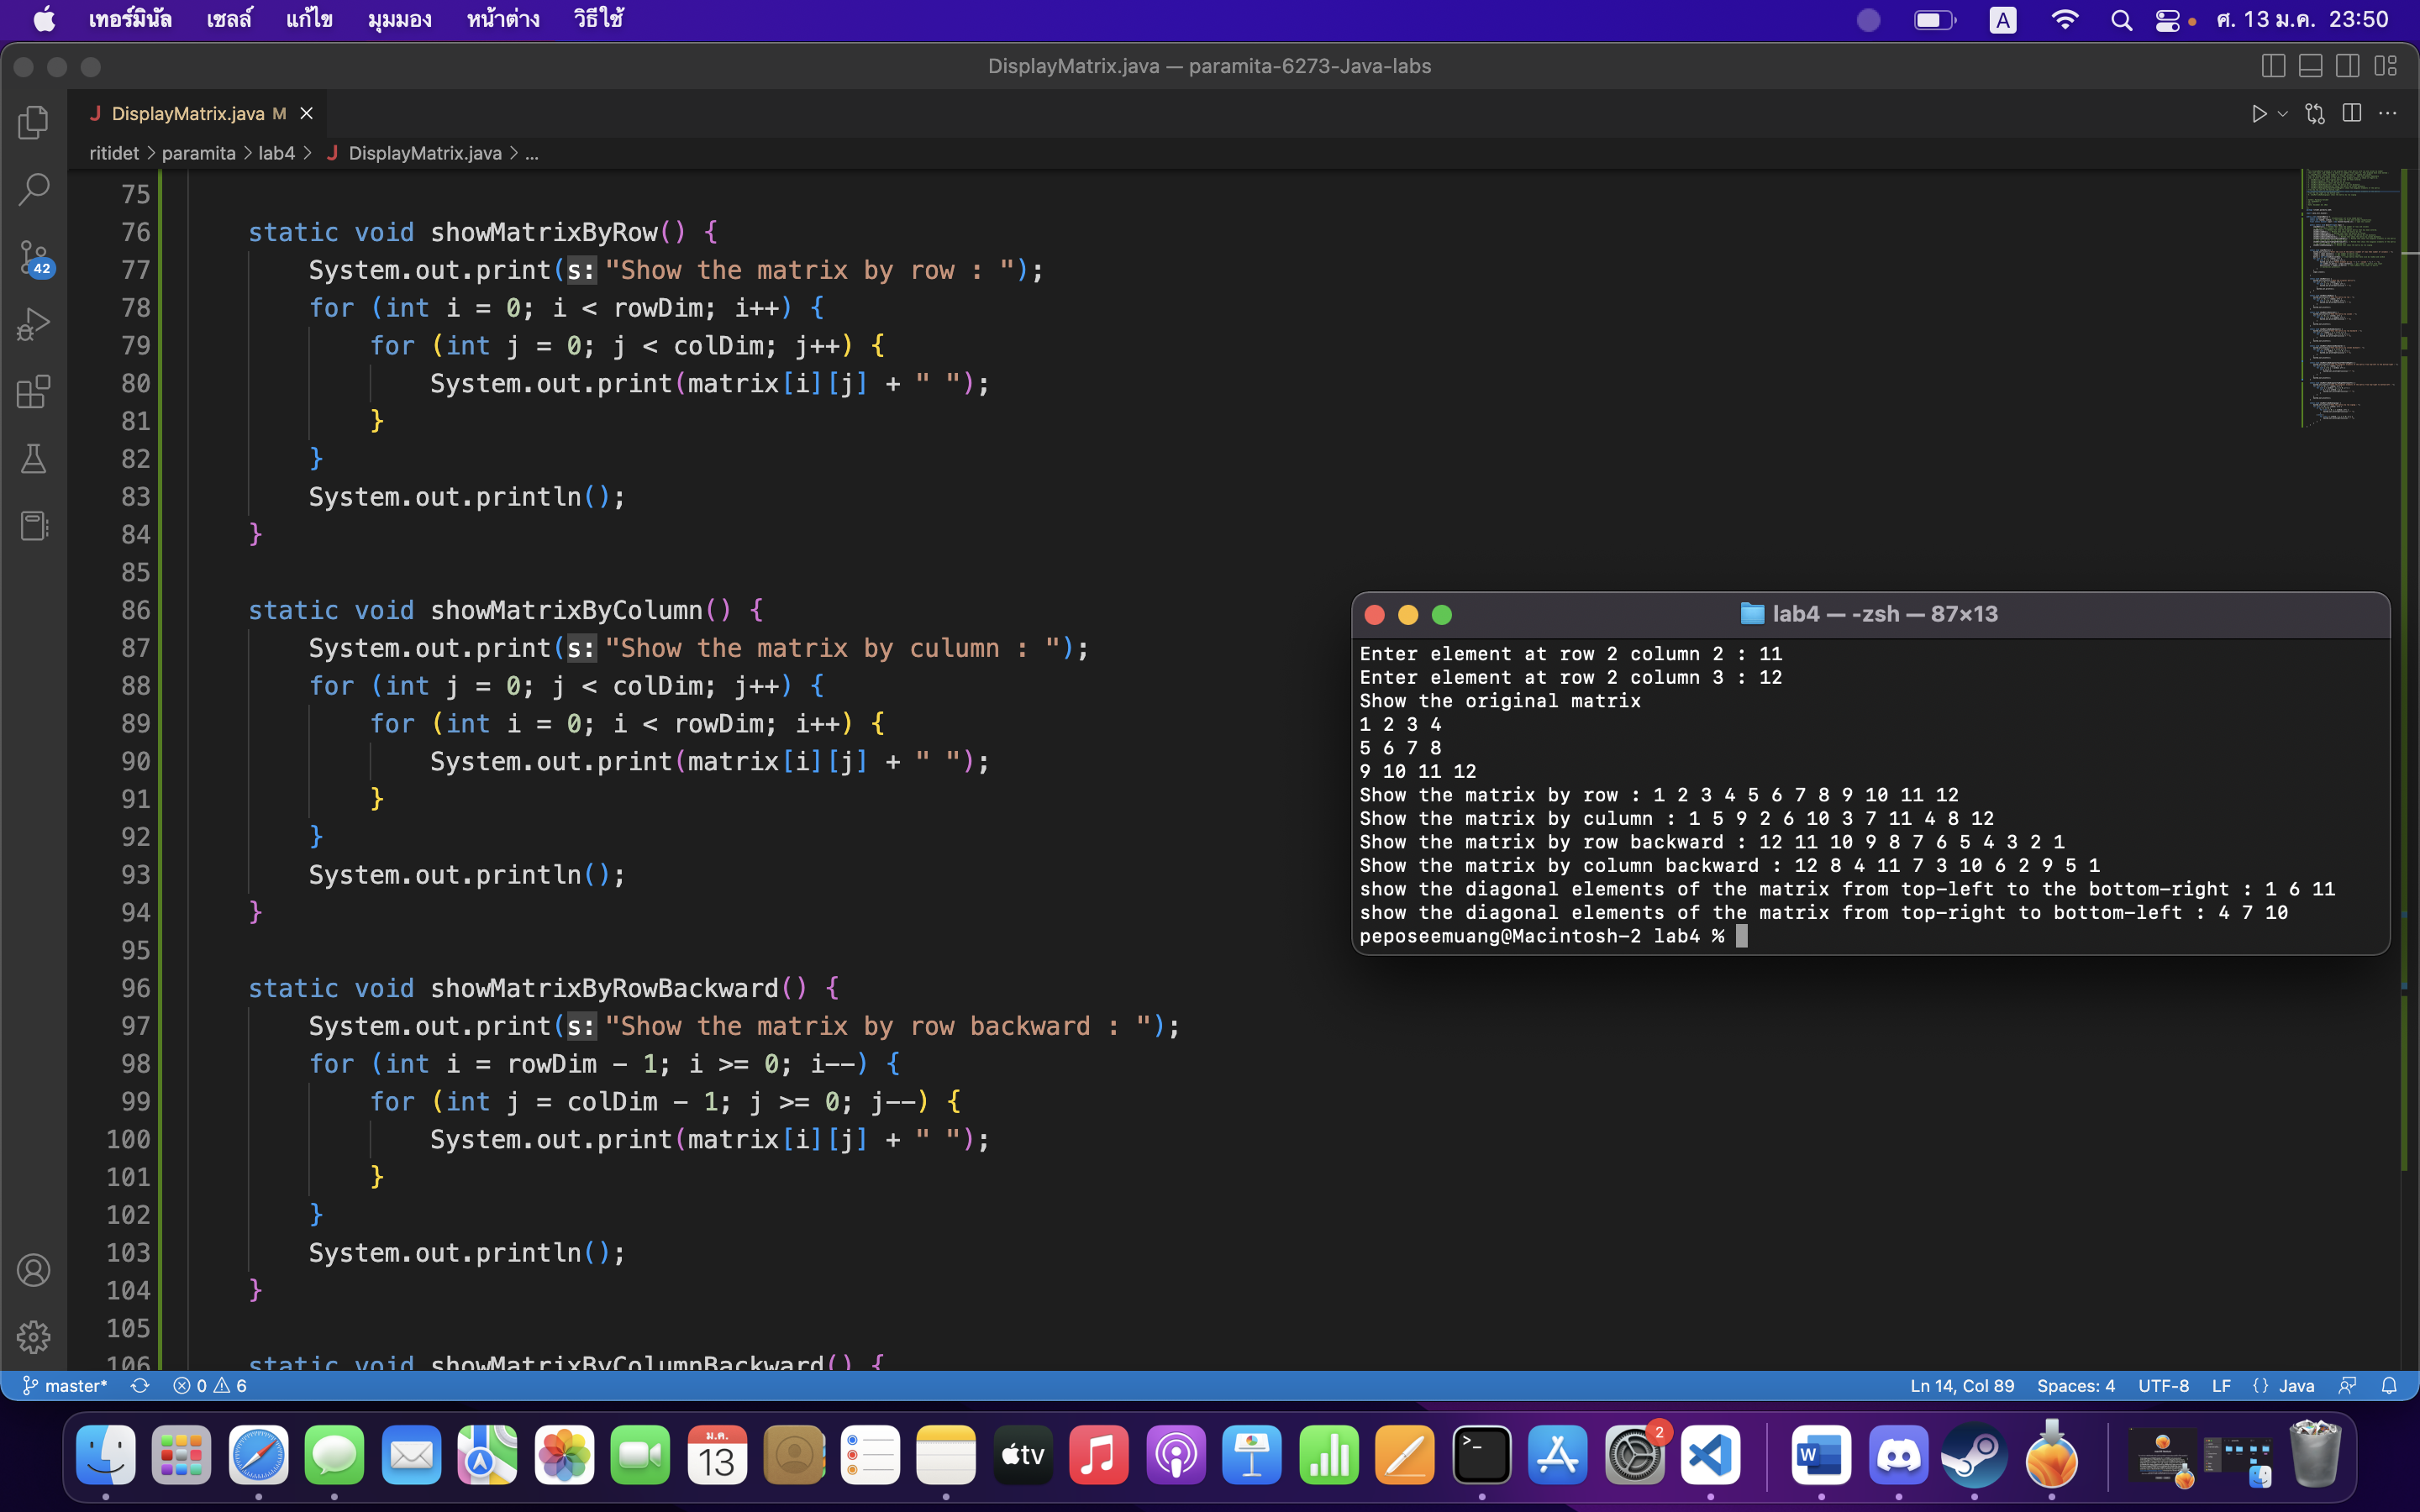 เทอร์มินัล เชลล์ แก้ไข มุมมอง หน้าต่าง วิธีใช้ A ศ. 13 ม.ค. 23:50
DisplayMatrix.java — paramita-6273-Java-labs
J DisplayMatrix.java M
ritidet > paramita > lab4 > J DisplayMatrix.java > ...
75
76 static void showMatrixByRow() {
77 System.out.print(s:"Show the matrix by row : ");
78 for (int i = 0; i < rowDim; i++) {
79 for (int j = 0; j < colDim; j++) {
80 System.out.print(matrix[i][j] + " ");
81 }
82 }
83 System.out.println();
84 }
85
86 static void showMatrixByColumn() {
87 System.out.print(s:"Show the matrix by culumn : ");
88 for (int j = 0; j < colDim; j++) {
89 for (int i = 0; i < rowDim; i++) {
90 System.out.print(matrix[i][j] + " ");
91 }
92 }
93 System.out.println();
94 }
95
96 static void showMatrixByRowBackward() {
97 System.out.print(s:"Show the matrix by row backward : ");
98 for (int i = rowDim - 1; i >= 0; i--) {
99 for (int j = colDim - 1; j >= 0; j--) {
100 System.out.print(matrix[i][j] + " ");
101 }
102 }
103 System.out.println();
104 }
105
106 static void showMatrixByColumnBackward() {
42
lab4 — -zsh — 87×13
Enter element at row 2 column 2 : 11
Enter element at row 2 column 3 : 12
Show the original matrix
1 2 3 4
5 6 7 8
9 10 11 12
Show the matrix by row : 1 2 3 4 5 6 7 8 9 10 11 12
Show the matrix by culumn : 1 5 9 2 6 10 3 7 11 4 8 12
Show the matrix by row backward : 12 11 10 9 8 7 6 5 4 3 2 1
Show the matrix by column backward : 12 8 4 11 7 3 10 6 2 9 5 1
show the diagonal elements of the matrix from top-left to the bottom-right : 1 6 11
show the diagonal elements of the matrix from top-right to bottom-left : 4 7 10
peposeemuang@Macintosh-2 lab4 %
master* 0 6 Ln 14, Col 89 Spaces: 4 UTF-8 LF {} Java
ม.ค.
13
tv
>_
2
W